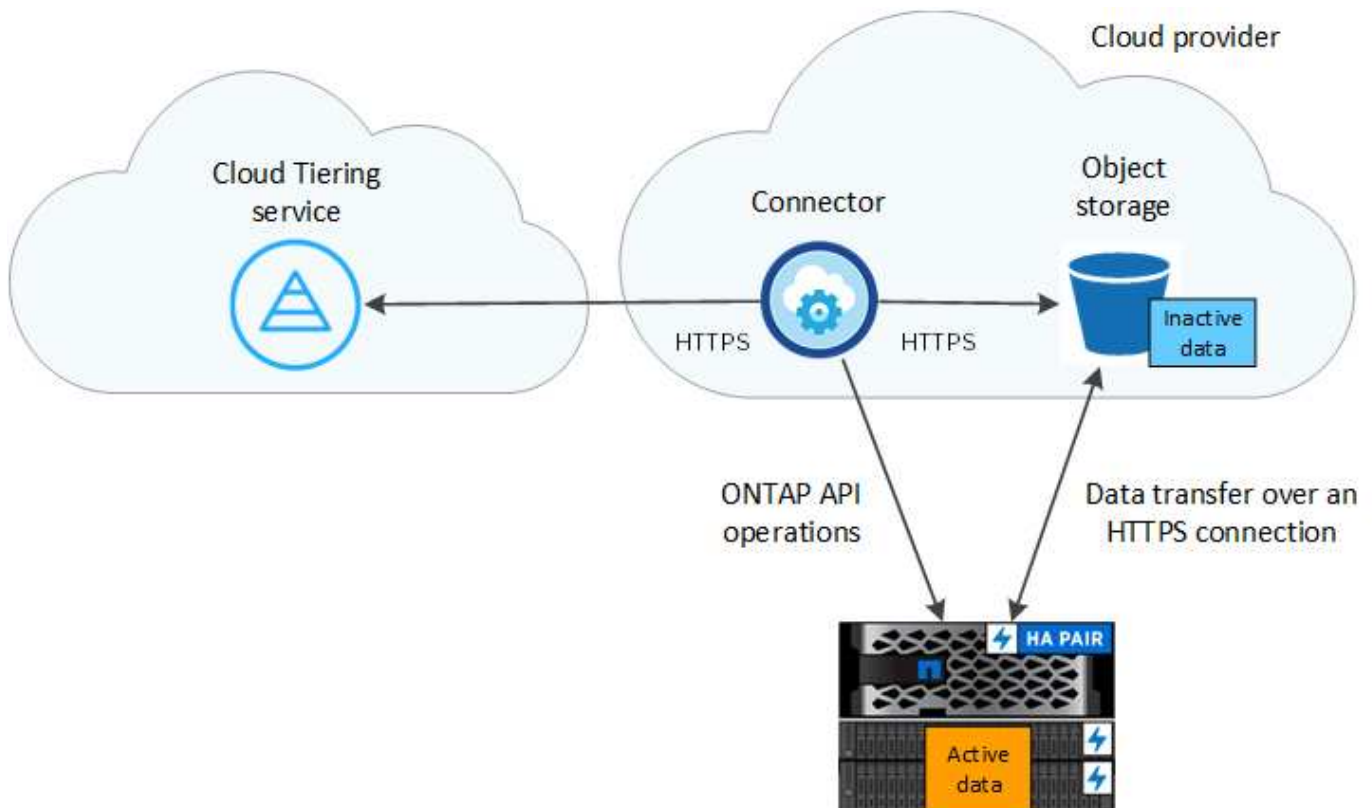 Cloud provider
Cloud Tiering
service
Connector
Object
storage
Inactive
data
HTTPS
HTTPS
ONTAP API
operations
Data transfer over an
HTTPS connection
HA PAIR
Active
data